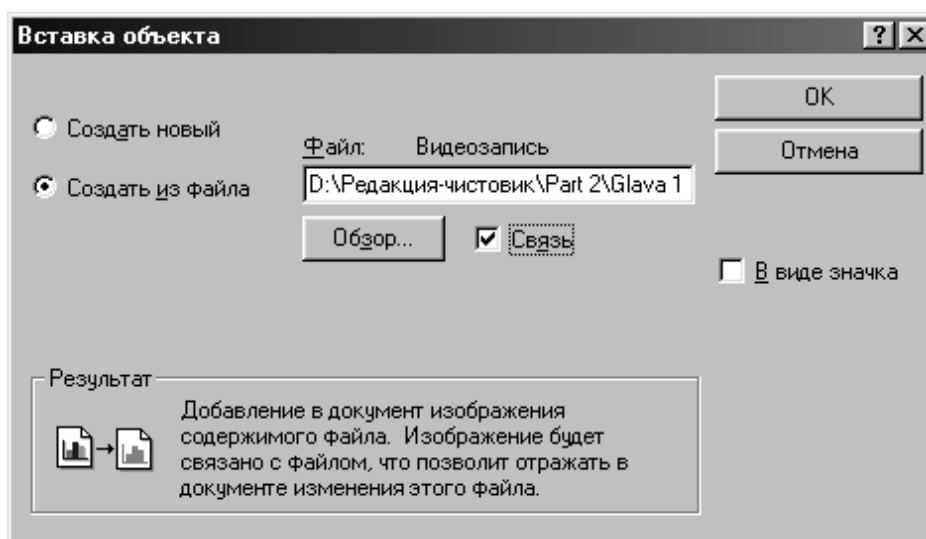 Вставка объекта
Создать новый
Создать из файла
Файл: Видеозапись
D:\Редакция-чистовик\Part 2\Glava 1
Обзор...
Связь
OK
Отмена
В виде значка
Результат
Добавление в документ изображения
содержимого файла. Изображение будет
связано с файлом, что позволит отражать в
документе изменения этого файла.